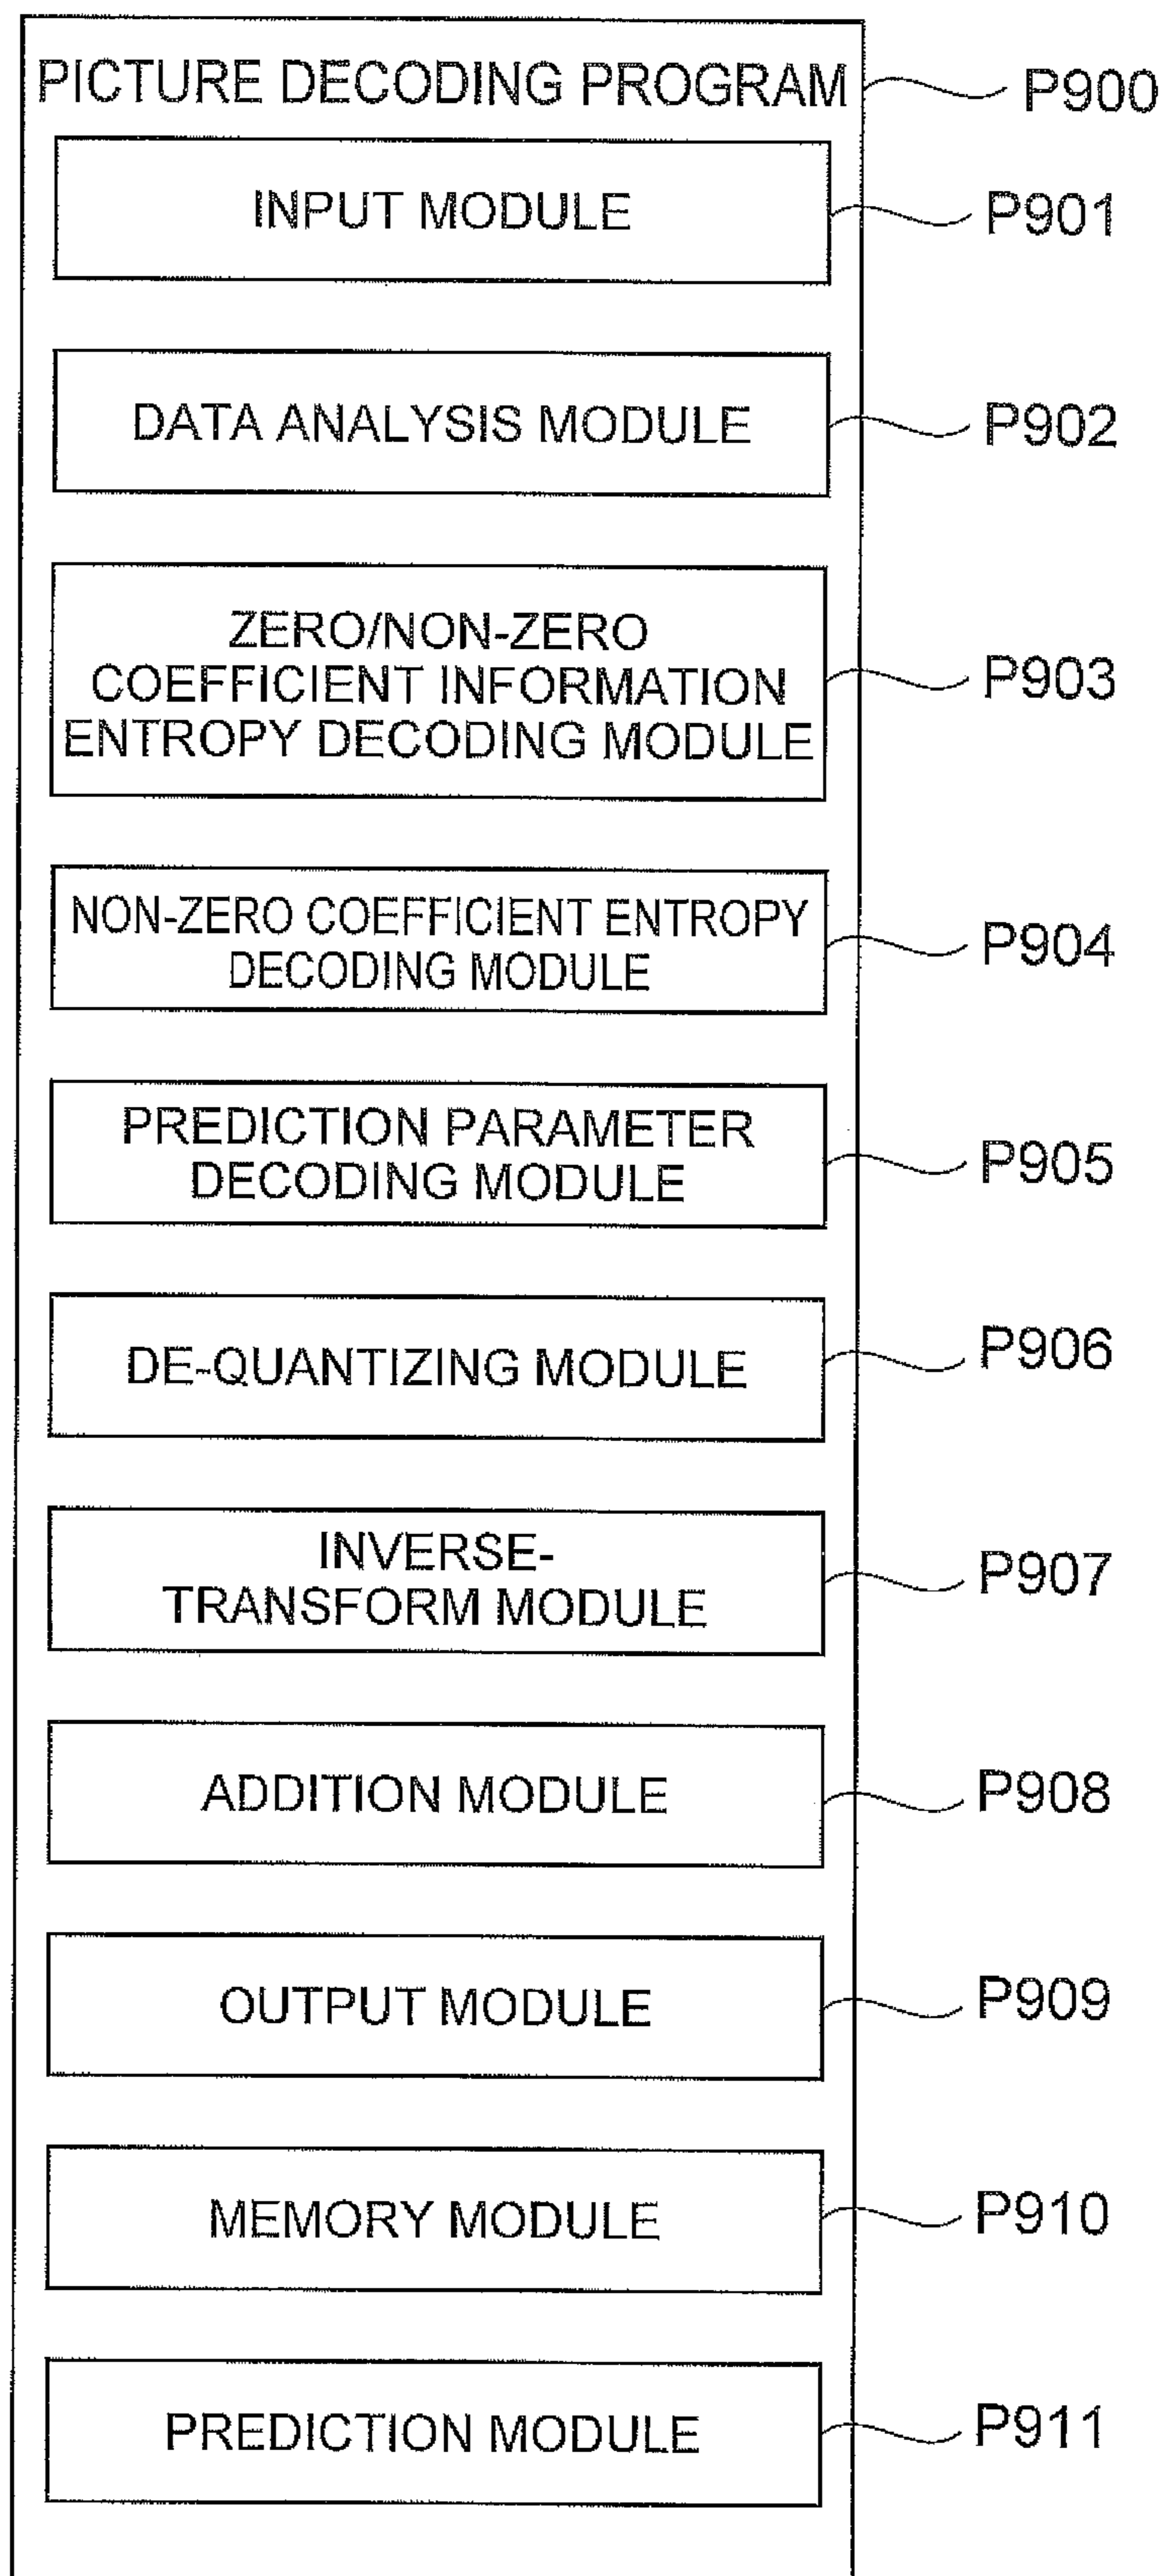 PICTURE DECODING PROGRAM P900
INPUT MODULE P901
DATA ANALYSIS MODULE P902
ZERO/NON-ZERO
COEFFICIENT INFORMATION P903
ENTROPY DECODING MODULE
NON-ZERO COEFFICIENT ENTROPY P904
DECODING MODULE
PREDICTION PARAMETER P905
DECODING MODULE
DE-QUANTIZING MODULE P906
INVERSE- P907
TRANSFORM MODULE
ADDITION MODULE P908
OUTPUT MODULE P909
MEMORY MODULE P910
PREDICTION MODULE P911